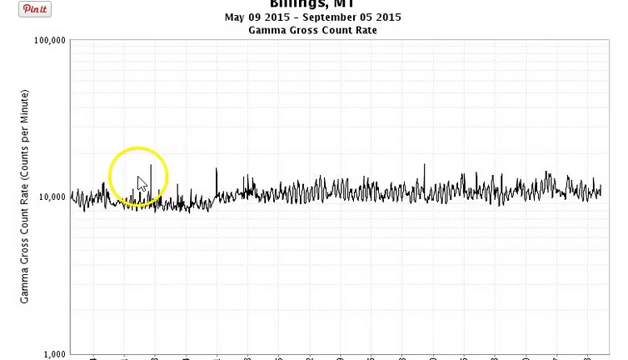 Pin it
Billings, MT
May 09 2015 – September 05 2015
Gamma Gross Count Rate
100,000
10,000
1,000
Gamma Gross Count Rate (Counts per Minute)